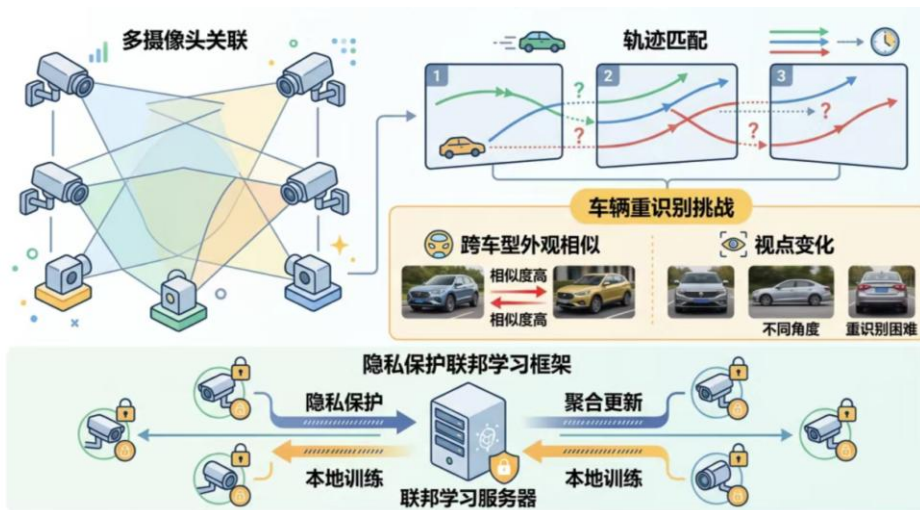 多摄像头关联
轨迹匹配
1
2
3
?
?
?
?
车辆重识别挑战
跨车型外观相似
视点变化
相似度高
相似度高
不同角度
重识别困难
隐私保护联邦学习框架
隐私保护
聚合更新
本地训练
本地训练
联邦学习服务器